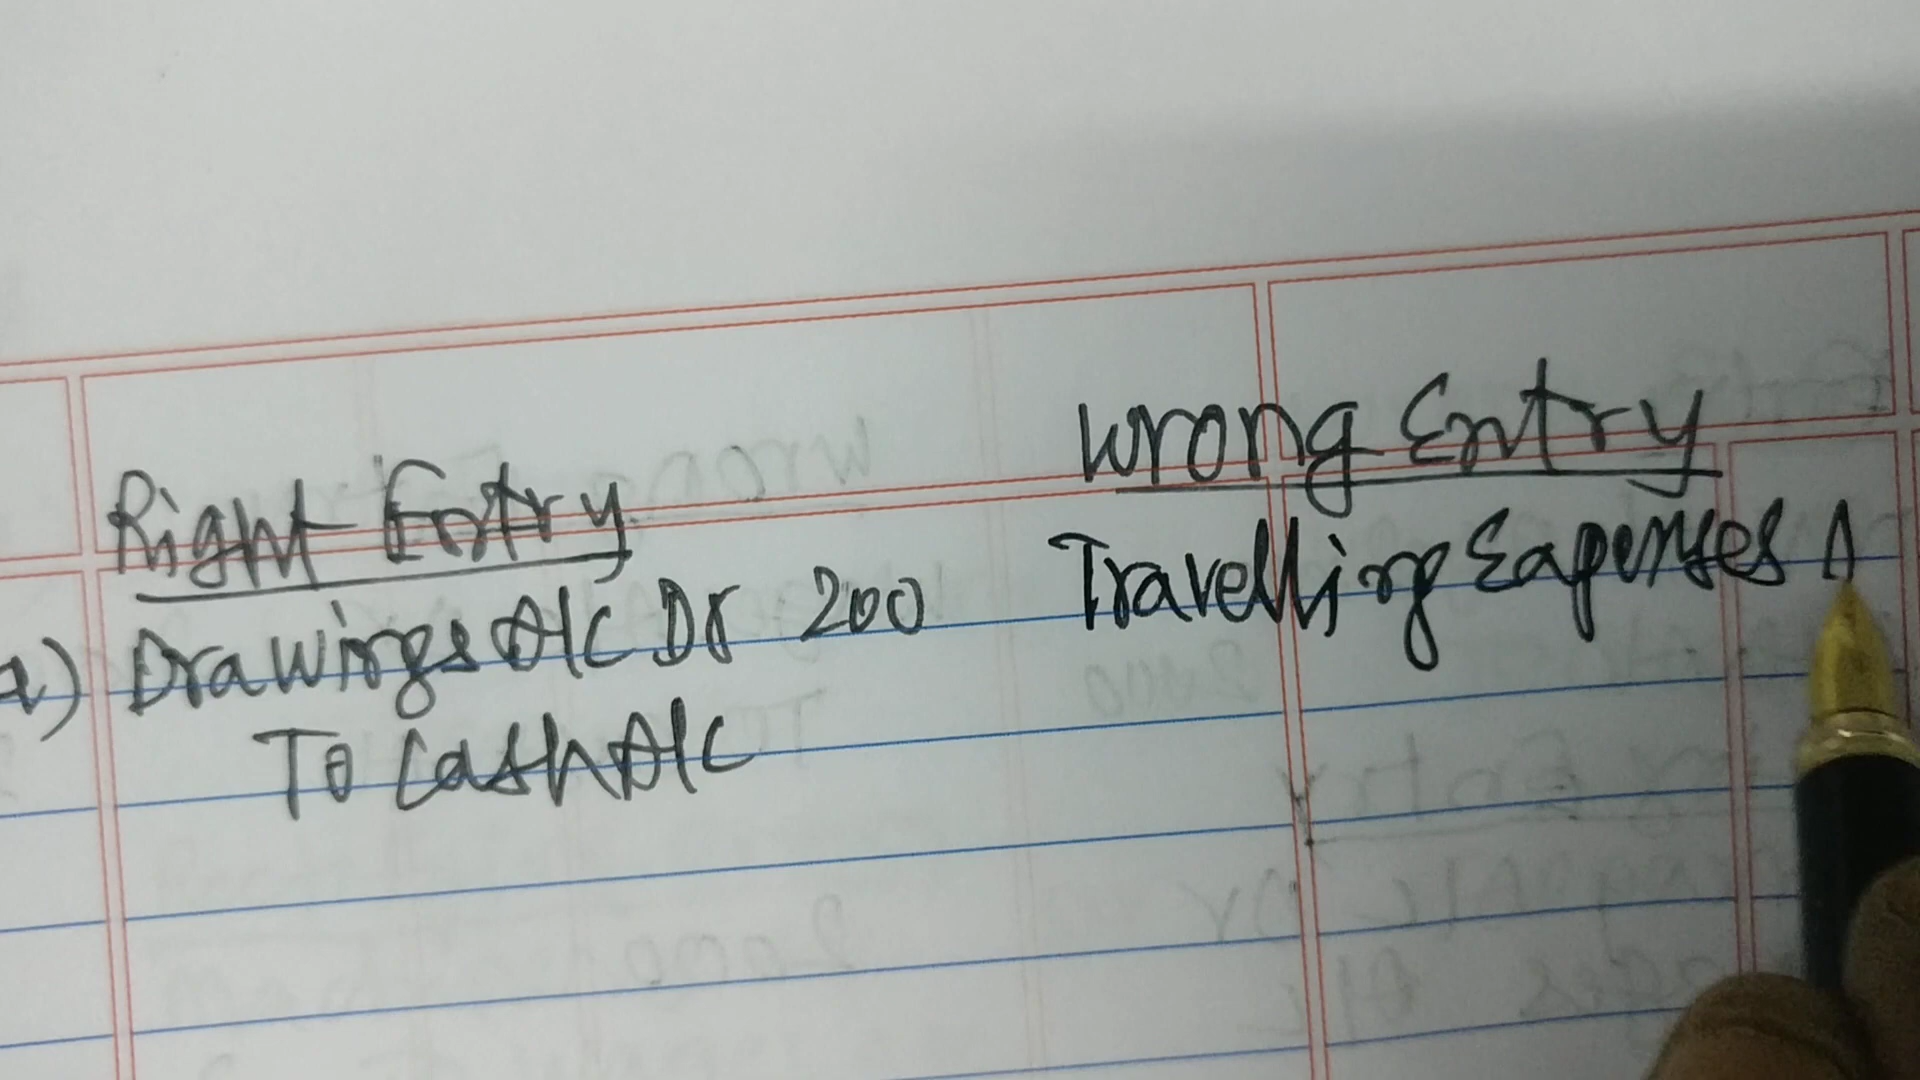 Right Entry
Wrong Entry
a) Drawings A/C Dr 200
To Cash A/C
Travelling Expenses A